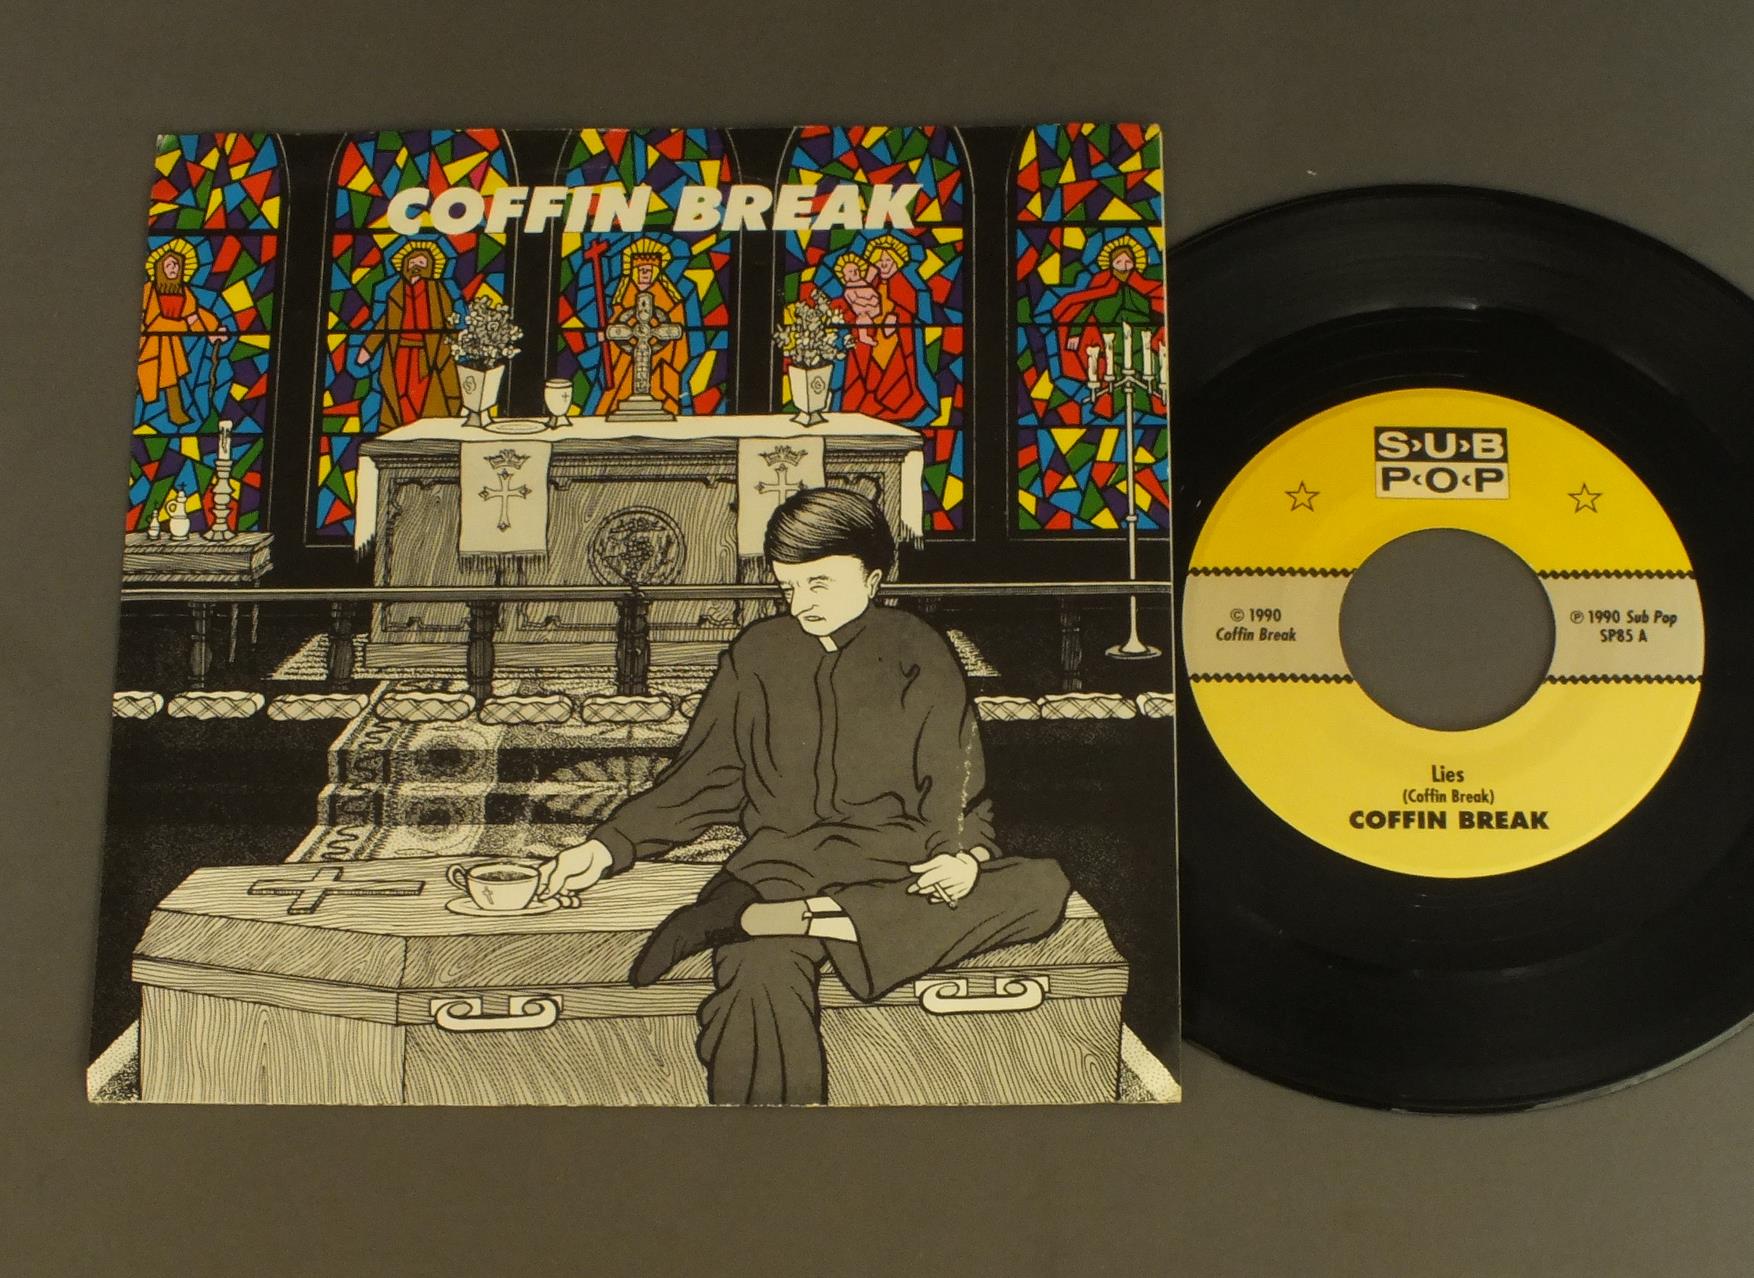 COFFIN BREAK
S›U›B
P‹O‹P
© 1990
Coffin Break
℗ 1990 Sub Pop
SP85 A
Lies
(Coffin Break)
COFFIN BREAK